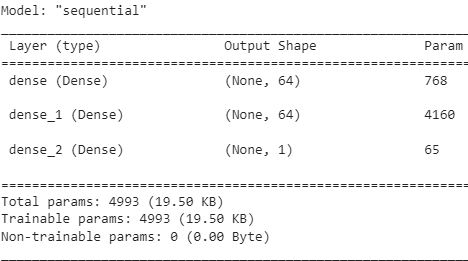 Model: "sequential"
_________________________________________________________________
Layer (type) Output Shape Param
=================================================================
dense (Dense) (None, 64) 768
dense_1 (Dense) (None, 64) 4160
dense_2 (Dense) (None, 1) 65
=================================================================
Total params: 4993 (19.50 KB)
Trainable params: 4993 (19.50 KB)
Non-trainable params: 0 (0.00 Byte)
_________________________________________________________________